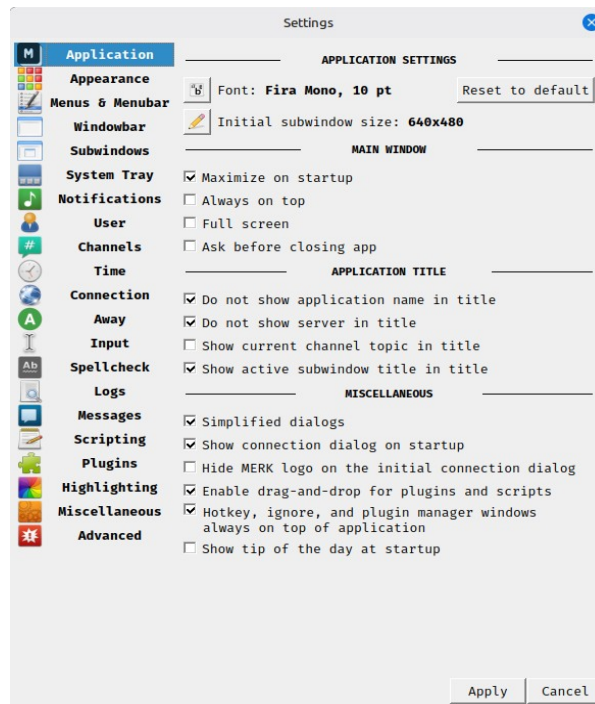 Settings
M
Application
Appearance
Menus & Menubar
Windowbar
Subwindows
System Tray
Notifications
User
# Channels
Time
Connection
A Away
Input
Ab Spellcheck
Logs
Messages
Scripting
Plugins
Highlighting
Miscellaneous
Advanced
APPLICATION SETTINGS
Font: Fira Mono, 10 pt
Reset to default
Initial subwindow size: 640x480
MAIN WINDOW
Maximize on startup
Always on top
Full screen
Ask before closing app
APPLICATION TITLE
Do not show application name in title
Do not show server in title
Show current channel topic in title
Show active subwindow title in title
MISCELLANEOUS
Simplified dialogs
Show connection dialog on startup
Hide MERK logo on the initial connection dialog
Enable drag-and-drop for plugins and scripts
Hotkey, ignore, and plugin manager windows
always on top of application
Show tip of the day at startup
Apply
Cancel